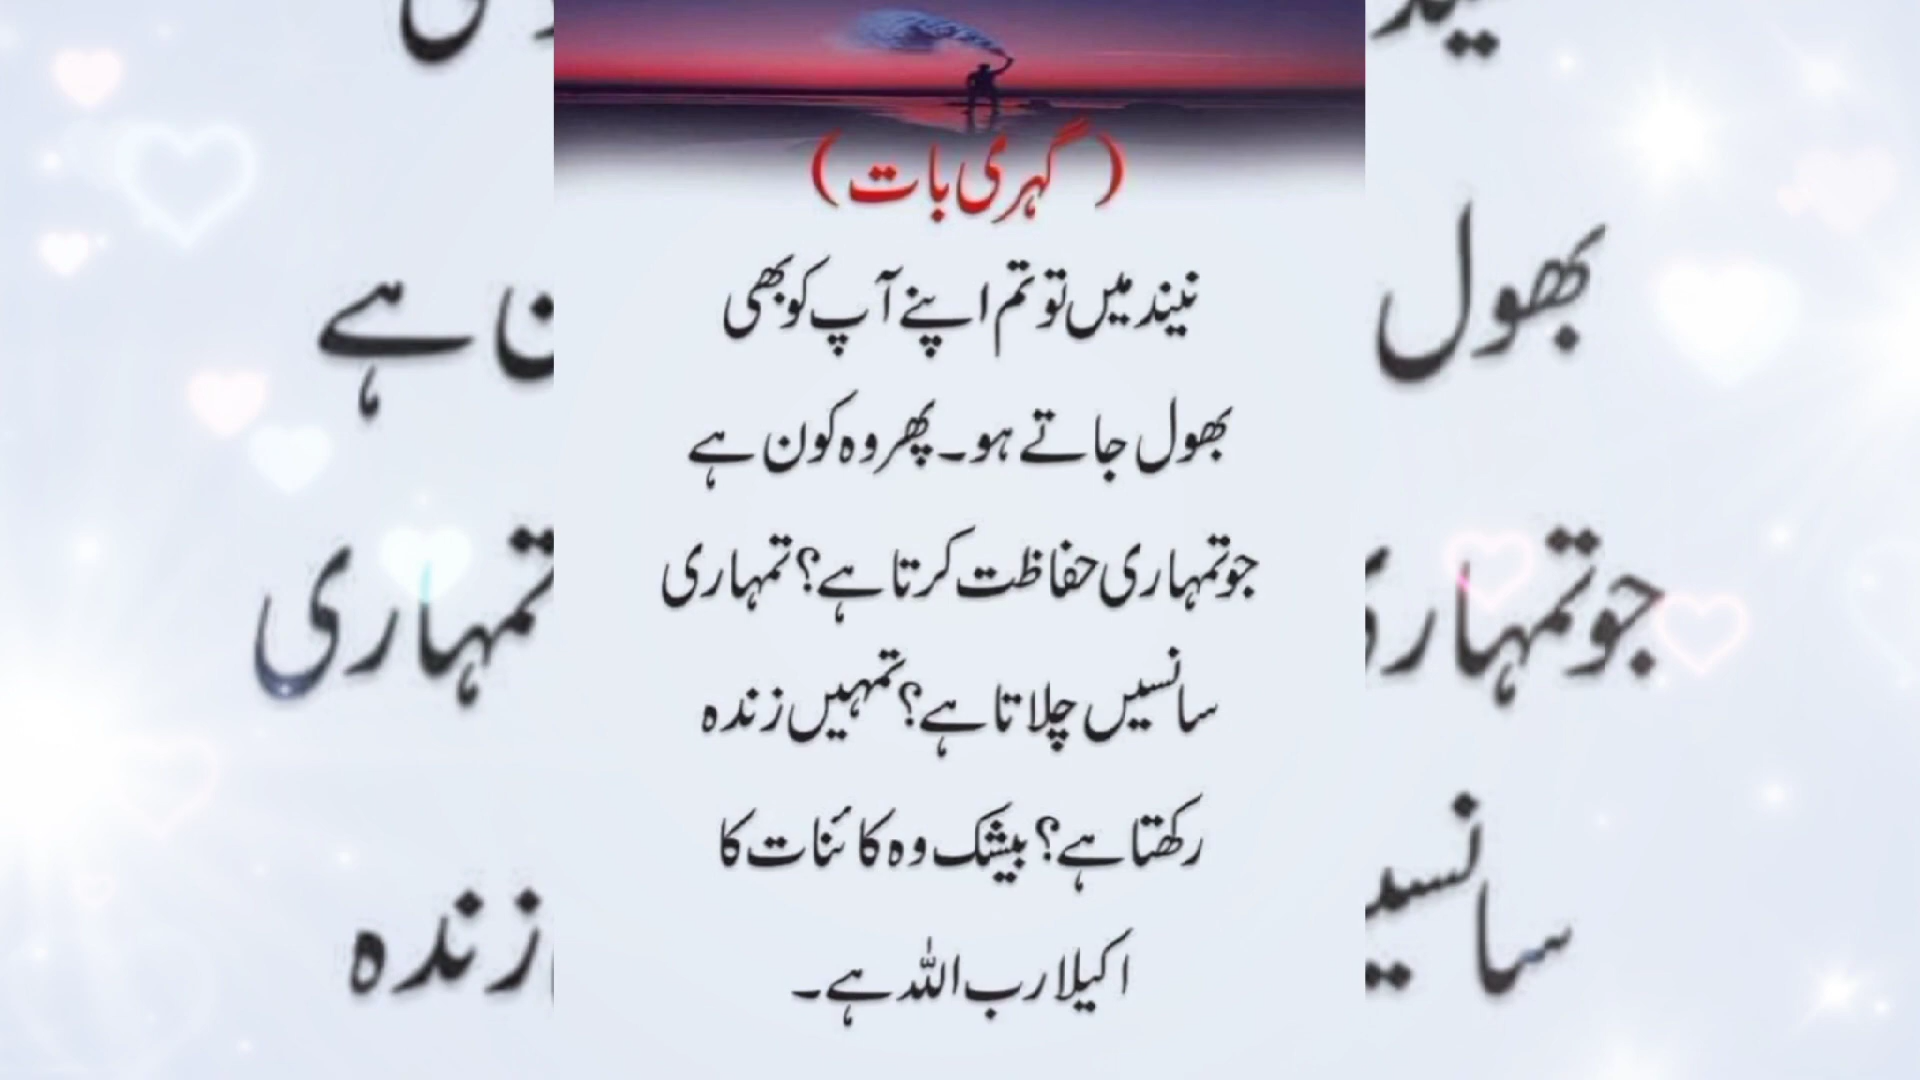 (گہری بات)
نیند میں تو تم اپنے آپ کو بھی
بھول جاتے ہو۔ پھر وہ کون ہے
جو تمہاری حفاظت کرتا ہے؟ تمہاری
سانسیں چلاتا ہے؟ تمہیں زندہ
رکھتا ہے؟ بیشک وہ کائنات کا
اکیلا رب اللہ ہے۔